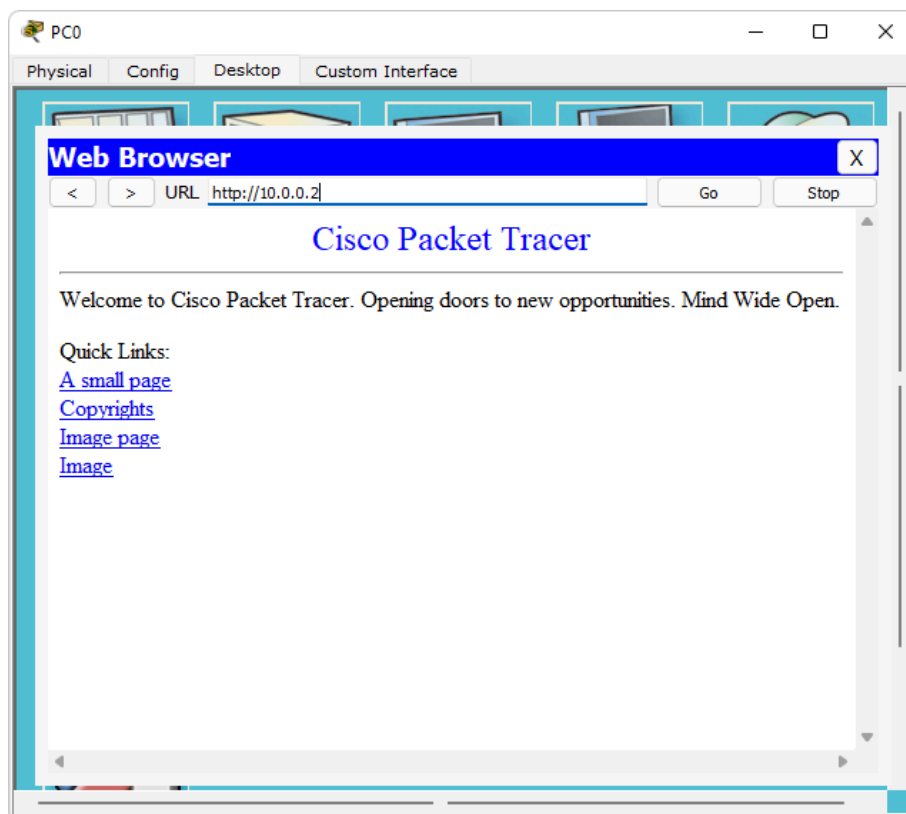 PC0
Physical Config Desktop Custom Interface
Web Browser X
< > URL http://10.0.0.2 Go Stop
Cisco Packet Tracer
Welcome to Cisco Packet Tracer. Opening doors to new opportunities. Mind Wide Open.
Quick Links:
A small page
Copyrights
Image page
Image